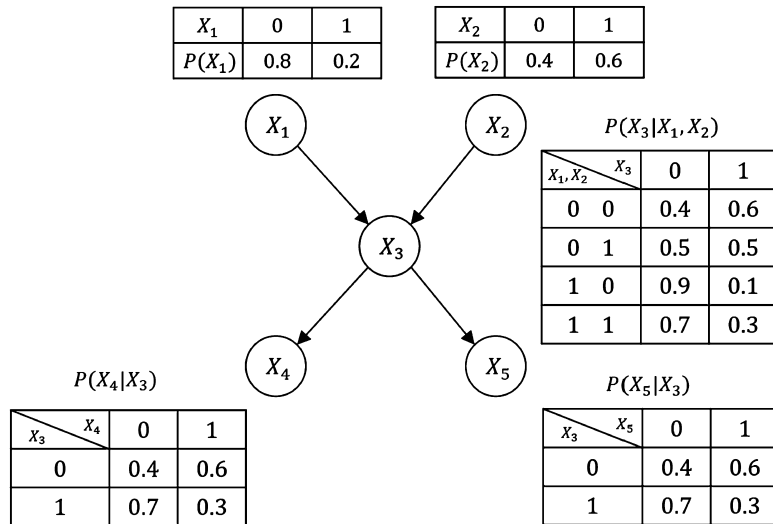 X₁ 0 1
P(X₁) 0.8 0.2
X₂ 0 1
P(X₂) 0.4 0.6
X₁
X₂
P(X₃|X₁, X₂)
X₁, X₂ X₃ 0 1
0 0 0.4 0.6
0 1 0.5 0.5
1 0 0.9 0.1
1 1 0.7 0.3
X₃
X₄
X₅
P(X₄|X₃)
X₃ X₄ 0 1
0 0.4 0.6
1 0.7 0.3
P(X₅|X₃)
X₃ X₅ 0 1
0 0.4 0.6
1 0.7 0.3